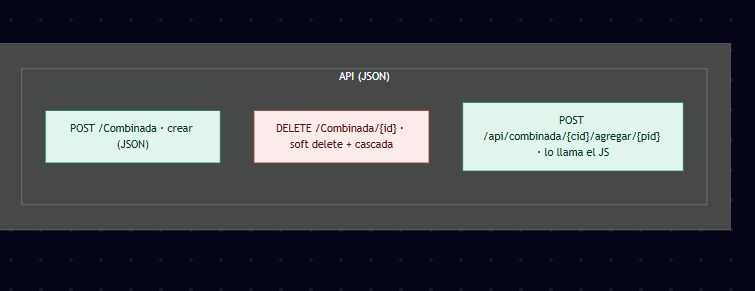 API (JSON)
POST /Combinada · crear
(JSON)
DELETE /Combinada/{id} ·
soft delete + cascada
POST
/api/combinada/{cid}/agregar/{pid}
· lo llama el JS